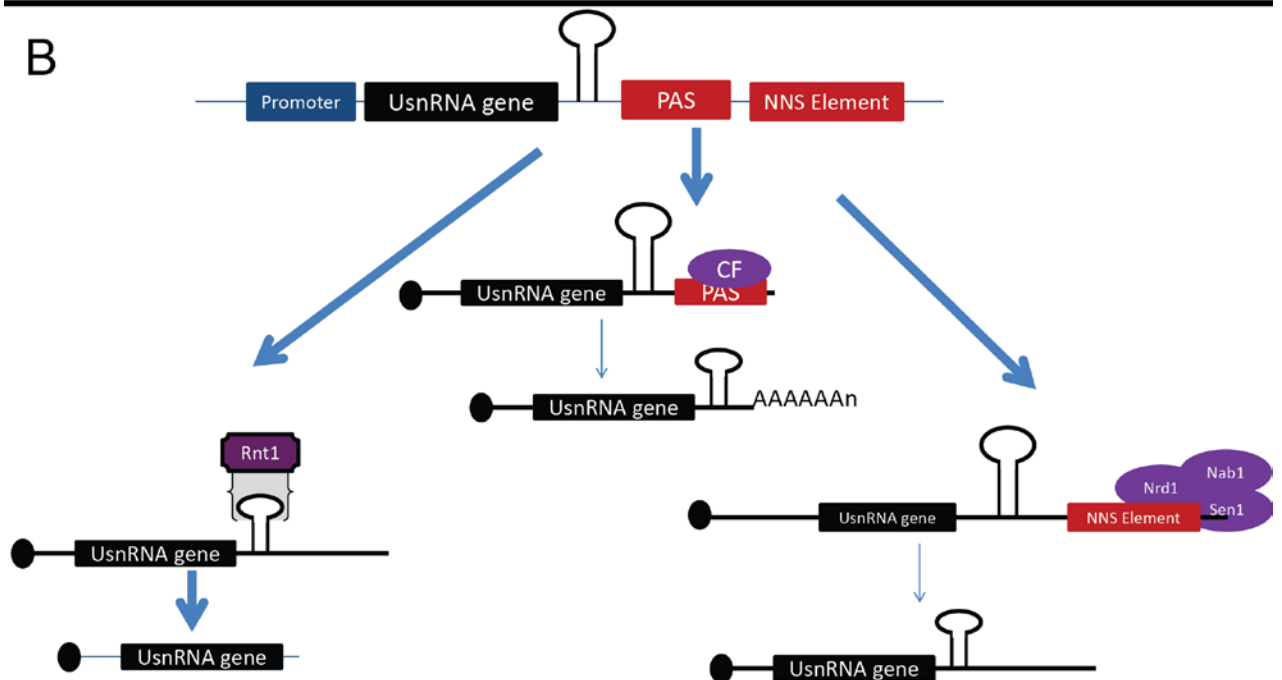 B
Promoter
UsnRNA gene
PAS
NNS Element
CF
UsnRNA gene
PAS
UsnRNA gene
AAAAAAn
Rnt1
UsnRNA gene
UsnRNA gene
Nab1
Nrd1
Sen1
UsnRNA gene
NNS Element
UsnRNA gene